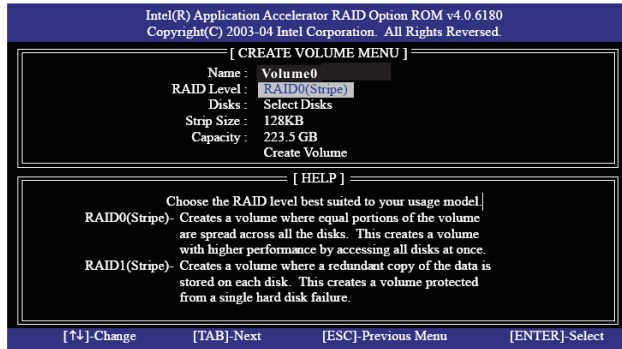 Intel(R) Application Accelerator RAID Option ROM v4.0.6180
Copyright(C) 2003-04 Intel Corporation. All Rights Reversed.
[ CREATE VOLUME MENU ]
Name : Volume0
RAID Level : RAID0(Stripe)
Disks : Select Disks
Strip Size : 128KB
Capacity : 223.5 GB
Create Volume
[ HELP ]
Choose the RAID level best suited to your usage model.
RAID0(Stripe)- Creates a volume where equal portions of the volume
are spread across all the disks. This creates a volume
with higher performance by accessing all disks at once.
RAID1(Stripe)- Creates a volume where a redundant copy of the data is
stored on each disk. This creates a volume protected
from a single hard disk failure.
[↑↓]-Change [TAB]-Next [ESC]-Previous Menu [ENTER]-Select